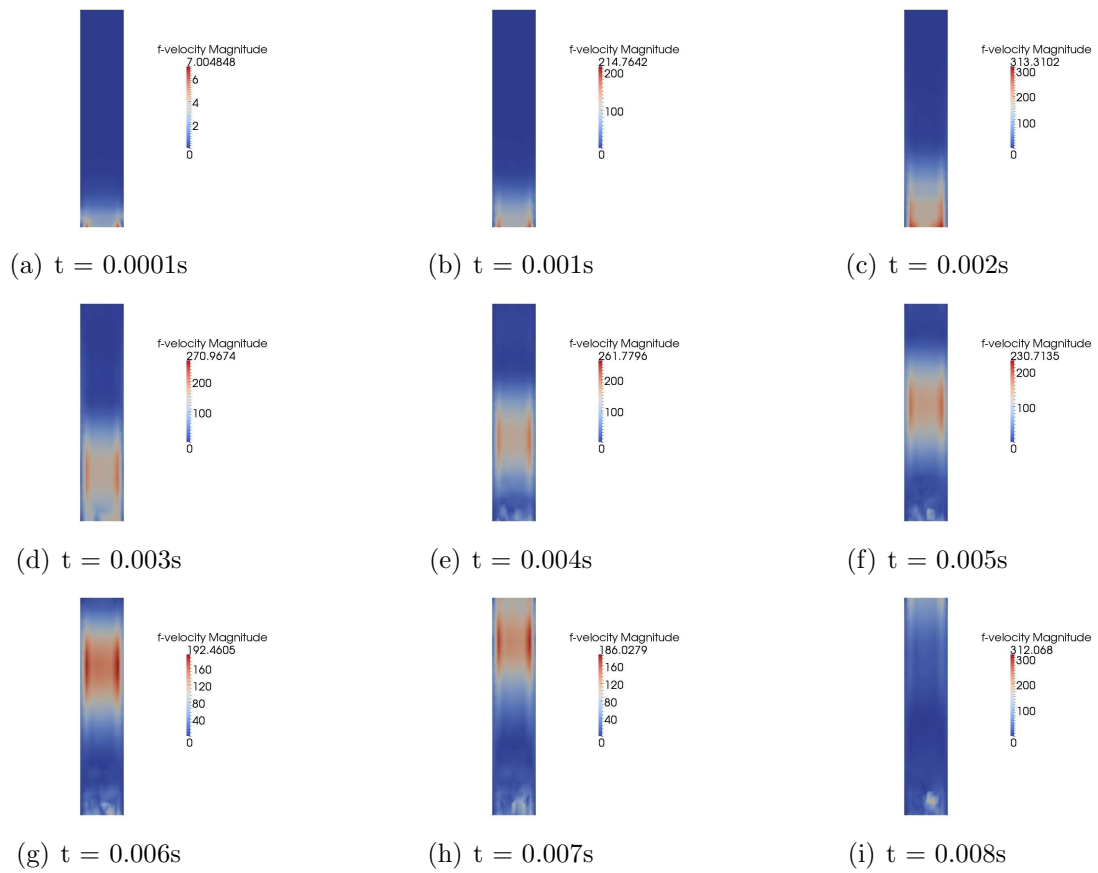 f-velocity Magnitude
7.004848
6
4
2
0
(a) t = 0.0001s
f-velocity Magnitude
214.7642
200
100
0
(b) t = 0.001s
f-velocity Magnitude
313.3102
300
200
100
0
(c) t = 0.002s
f-velocity Magnitude
270.9674
200
100
0
(d) t = 0.003s
f-velocity Magnitude
261.7796
200
100
0
(e) t = 0.004s
f-velocity Magnitude
230.7135
200
100
0
(f) t = 0.005s
f-velocity Magnitude
192.4605
160
120
80
40
0
(g) t = 0.006s
f-velocity Magnitude
186.0279
160
120
80
40
0
(h) t = 0.007s
f-velocity Magnitude
312.068
300
200
100
0
(i) t = 0.008s